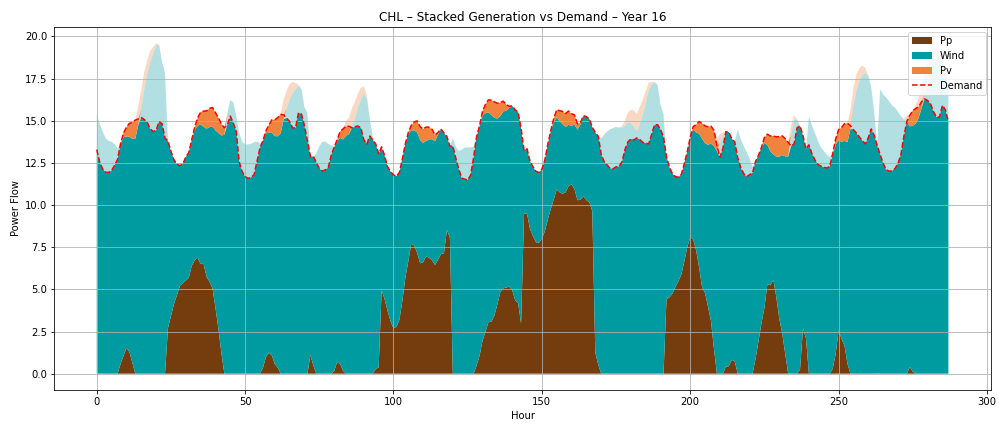 CHL – Stacked Generation vs Demand – Year 16
20.0
17.5
15.0
12.5
10.0
7.5
5.0
2.5
0.0
Power Flow
0
50
100
150
200
250
300
Hour
Pp
Wind
Pv
Demand